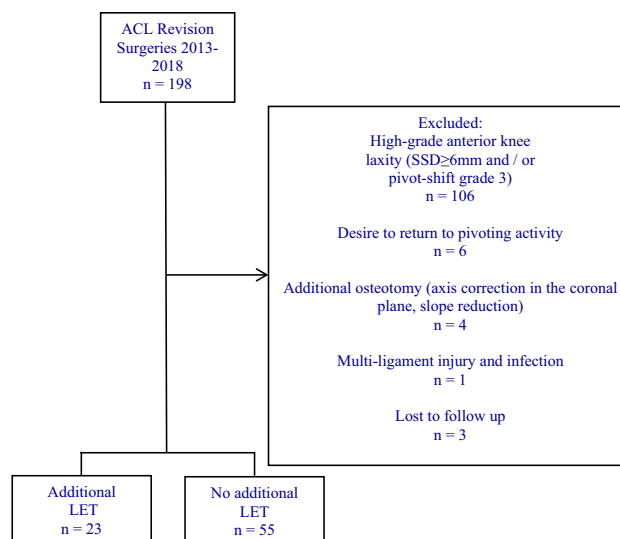 ACL Revision
Surgeries 2013-
2018
n = 198
Excluded:
High-grade anterior knee
laxity (SSD≥6mm and / or
pivot-shift grade 3)
n = 106
Desire to return to pivoting activity
n = 6
Additional osteotomy (axis correction in the coronal
plane, slope reduction)
n = 4
Multi-ligament injury and infection
n = 1
Lost to follow up
n = 3
Additional
LET
n = 23
No additional
LET
n = 55